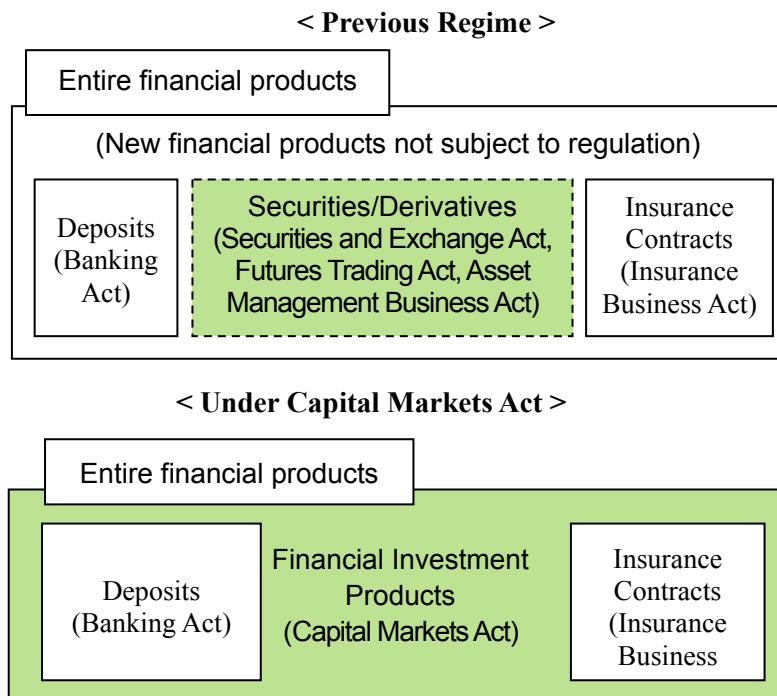 < Previous Regime >
Entire financial products
(New financial products not subject to regulation)
Deposits
(Banking
Act)
Securities/Derivatives
(Securities and Exchange Act,
Futures Trading Act, Asset
Management Business Act)
Insurance
Contracts
(Insurance
Business Act)
< Under Capital Markets Act >
Entire financial products
Deposits
(Banking Act)
Financial Investment
Products
(Capital Markets Act)
Insurance
Contracts
(Insurance
Business